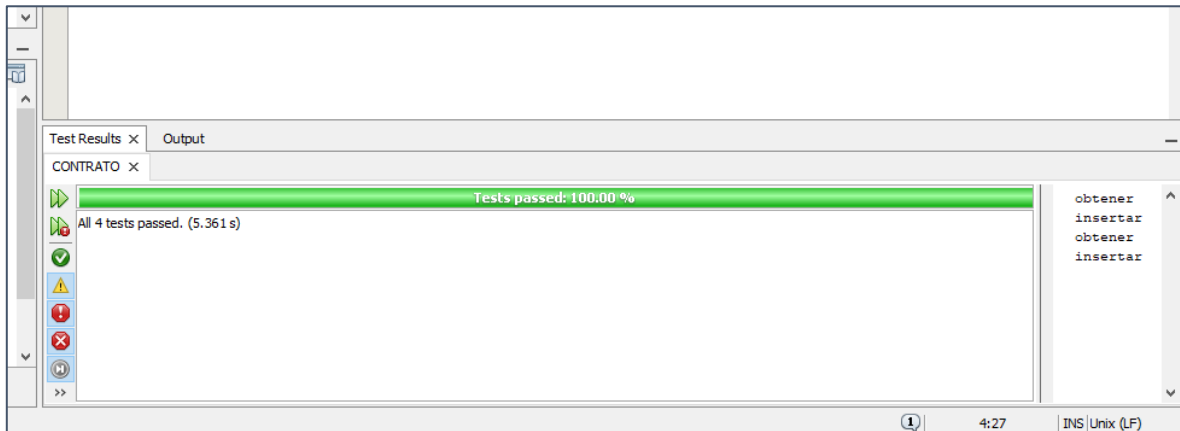 Test Results × Output
CONTRATO ×
Tests passed: 100.00 %
All 4 tests passed. (5.361 s)
obtener
insertar
obtener
insertar
1 4:27 INS Unix (LF)